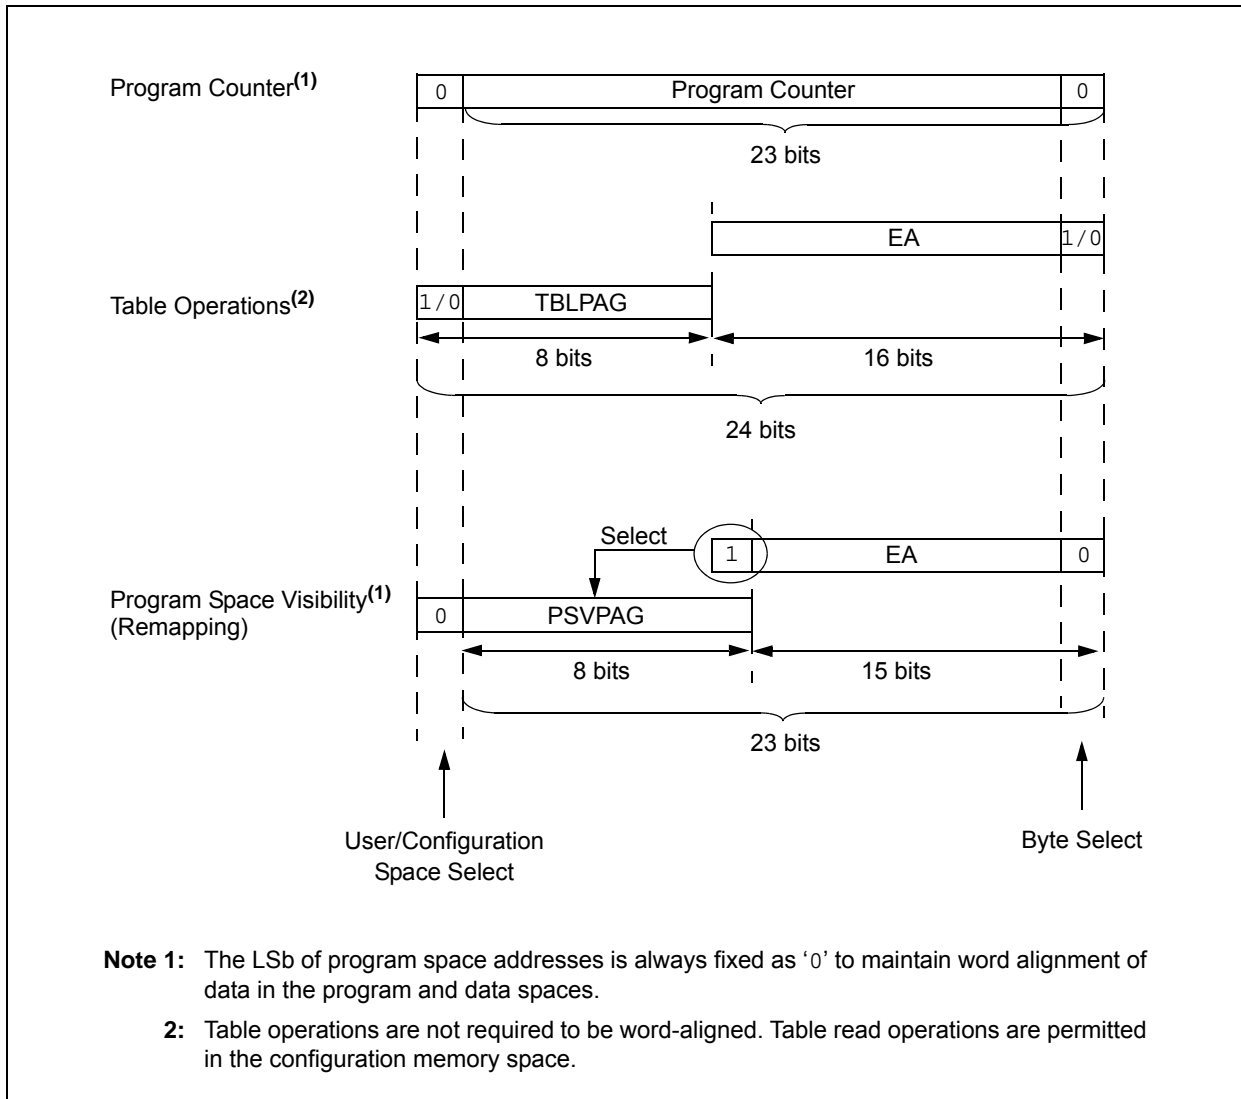 Program Counter(1)
0
Program Counter
0
23 bits
EA
1/0
Table Operations(2)
1/0
TBLPAG
8 bits
16 bits
24 bits
Select
1
EA
0
Program Space Visibility(1)
(Remapping)
0
PSVPAG
8 bits
15 bits
23 bits
User/Configuration
Space Select
Byte Select
Note 1: The LSb of program space addresses is always fixed as ‘0’ to maintain word alignment of
data in the program and data spaces.
2: Table operations are not required to be word-aligned. Table read operations are permitted
in the configuration memory space.